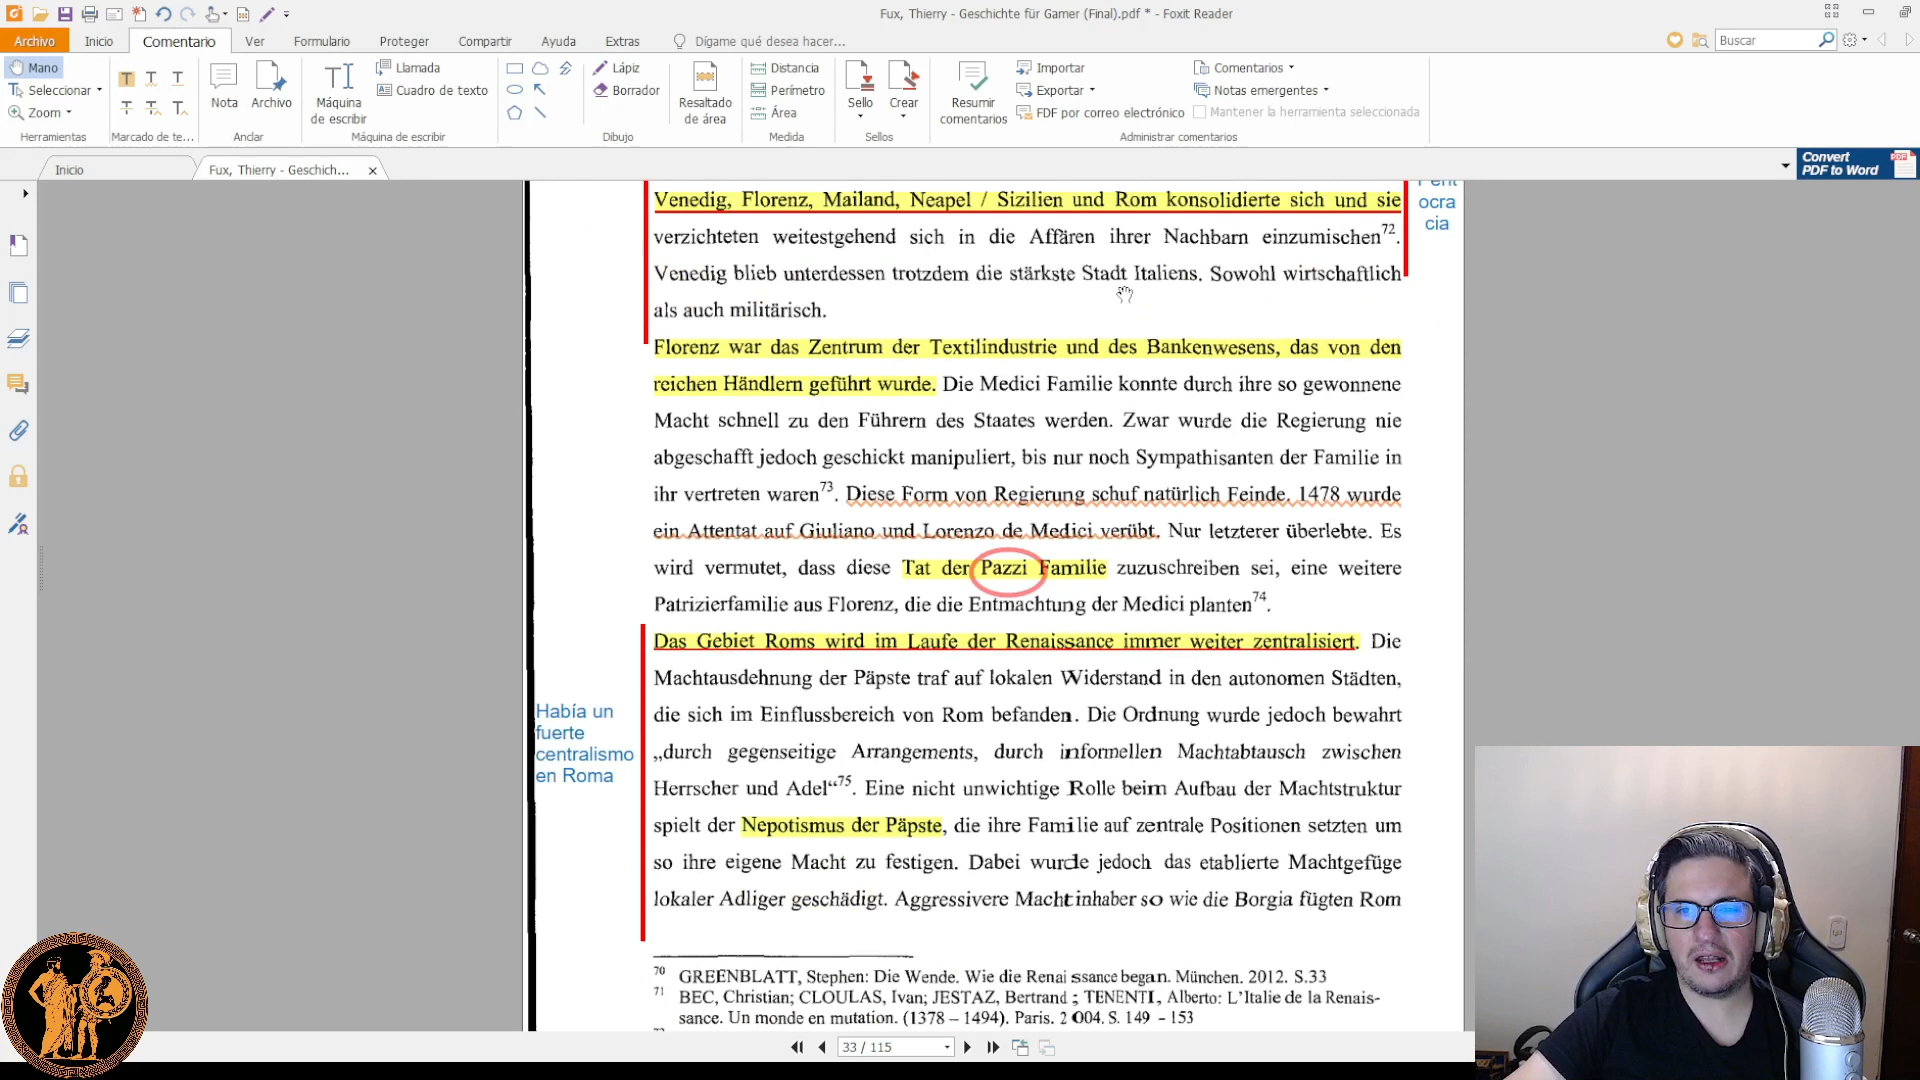 Fux, Thierry - Geschichte für Gamer (Final).pdf * - Foxit Reader
Archivo Inicio Comentario Ver Formulario Proteger Compartir Ayuda Extras Dígame qué desea hacer... Buscar
Mano
Seleccionar
Zoom
Herramientas
Marcado de te...
Nota
Archivo
Anclar
Máquina de escribir
Llamada
Cuadro de texto
Máquina de escribir
Lápiz
Borrador
Dibujo
Resaltado de área
Distancia
Perímetro
Área
Medida
Sello
Crear
Sellos
Resumir comentarios
Importar
Exportar
FDF por correo electrónico
Comentarios
Notas emergentes
Mantener la herramienta seleccionada
Administrar comentarios
Inicio
Fux, Thierry - Geschich...
Convert
PDF to Word
Venedig, Florenz, Mailand, Neapel / Sizilien und Rom konsolidierte sich und sie
verzichteten weitestgehend sich in die Affären ihrer Nachbarn einzumischen72.
Venedig blieb unterdessen trotzdem die stärkste Stadt Italiens. Sowohl wirtschaftlich
als auch militärisch.
ocra
cia
Florenz war das Zentrum der Textilindustrie und des Bankenwesens, das von den
reichen Händlern geführt wurde. Die Medici Familie konnte durch ihre so gewonnene
Macht schnell zu den Führern des Staates werden. Zwar wurde die Regierung nie
abgeschafft jedoch geschickt manipuliert, bis nur noch Sympathisanten der Familie in
ihr vertreten waren73. Diese Form von Regierung schuf natürlich Feinde. 1478 wurde
ein Attentat auf Giuliano und Lorenzo de Medici verübt. Nur letzterer überlebte. Es
wird vermutet, dass diese Tat der Pazzi Familie zuzuschreiben sei, eine weitere
Patrizierfamilie aus Florenz, die die Entmachtung der Medici planten74.
Das Gebiet Roms wird im Laufe der Renaissance immer weiter zentralisiert. Die
Machtausdehnung der Päpste traf auf lokalen Widerstand in den autonomen Städten,
die sich im Einflussbereich von Rom befanden. Die Ordnung wurde jedoch bewahrt
„durch gegenseitige Arrangements, durch informellen Machtabtausch zwischen
Herrscher und Adel“75. Eine nicht unwichtige Rolle beim Aufbau der Machtstruktur
spielt der Nepotismus der Päpste, die ihre Familie auf zentrale Positionen setzten um
so ihre eigene Macht zu festigen. Dabei wurde jedoch das etablierte Machtgefüge
lokaler Adliger geschädigt. Aggressivere Machtinhaber so wie die Borgia fügten Rom
Había un
fuerte
centralismo
en Roma
70 GREENBLATT, Stephen: Die Wende. Wie die Renaissance began. München. 2012. S.33
71 BEC, Christian; CLOULAS, Ivan; JESTAZ, Bertrand ; TENENTI, Alberto: L'Italie de la Renais-
sance. Un monde en mutation. (1378 – 1494). Paris. 2004. S. 149 - 153
33 / 115